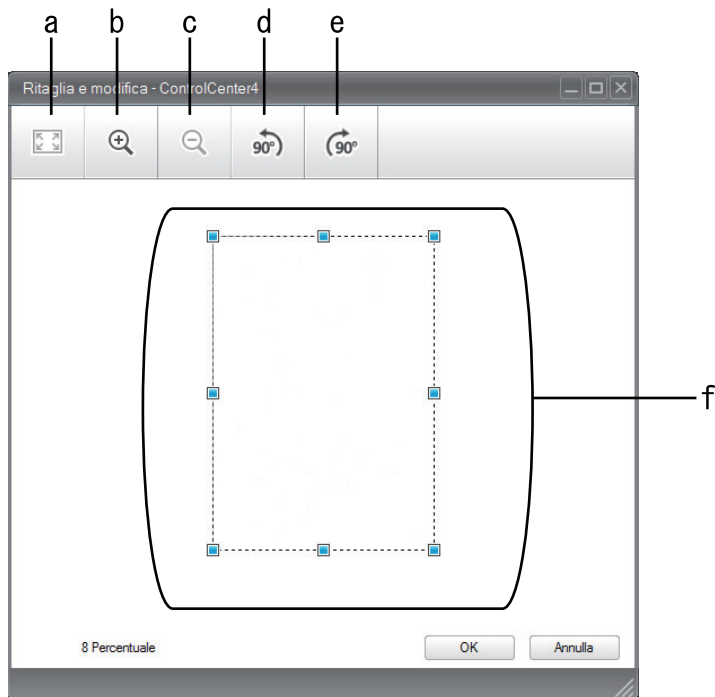 a b c d e
Ritaglia e modifica - ControlCenter4
90° 90°
f
8 Percentuale OK Annulla